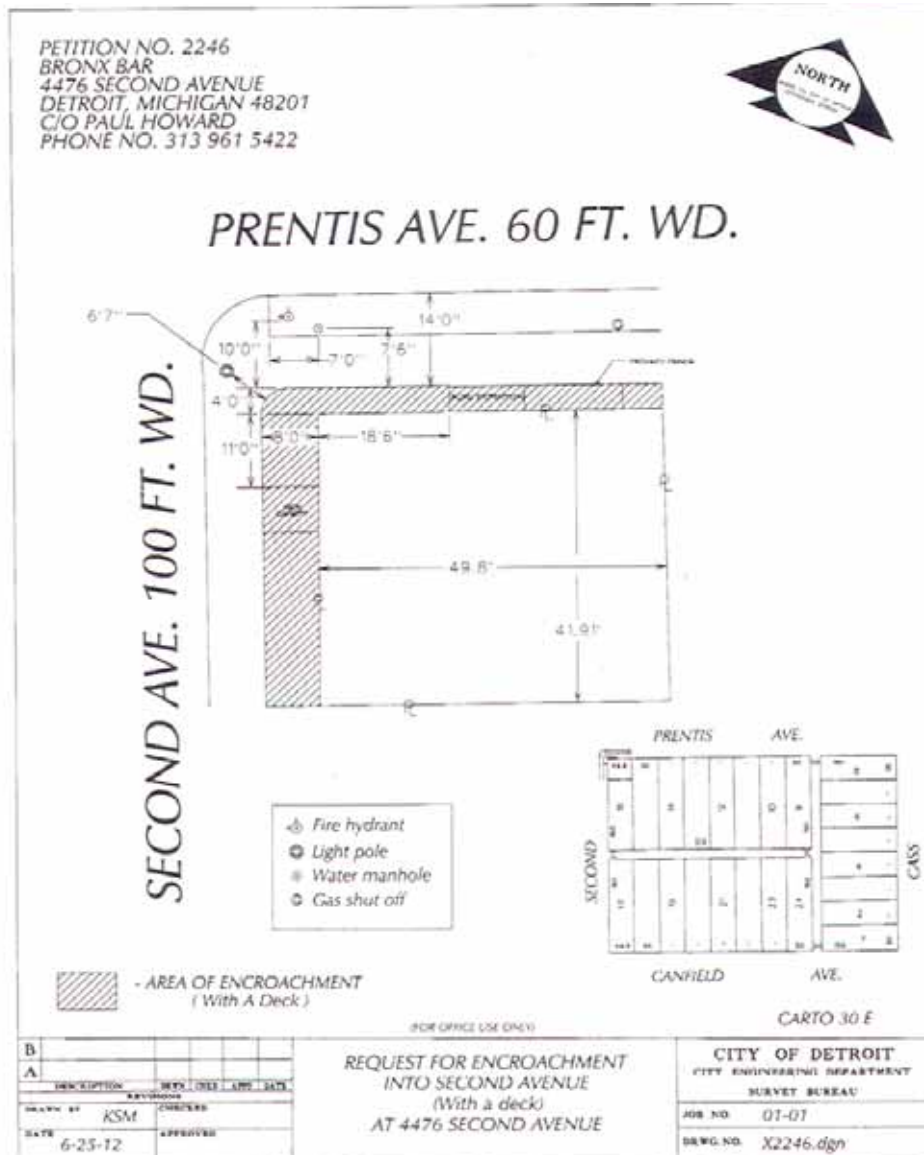 PETITION NO. 2246
BRONX BAR
4476 SECOND AVENUE
DETROIT, MICHIGAN 48201
C/O PAUL HOWARD
PHONE NO. 313 961 5422
NORTH
PRENTIS AVE. 60 FT. WD.
SECOND AVE. 100 FT. WD.
6'7"
14'0"
10'0"
7'0"
7'6"
4'0"
8'0"
18'6"
11'0"
49.8'
41.91'
Fire hydrant
Light pole
Water manhole
Gas shut off
PRENTIS AVE.
SECOND
CASS
CANFIELD AVE.
- AREA OF ENCROACHMENT
( With A Deck )
CARTO 30 E
(FOR OFFICE USE ONLY)
B
A
DESCRIPTION DATE
REVISIONS
DRAWN BY KSM CHECKED
DATE 6-25-12 APPROVED
REQUEST FOR ENCROACHMENT
INTO SECOND AVENUE
(With a deck)
AT 4476 SECOND AVENUE
CITY OF DETROIT
CITY ENGINEERING DEPARTMENT
SURVEY BUREAU
JOB NO. 01-01
DRWG. NO. X2246.dgn